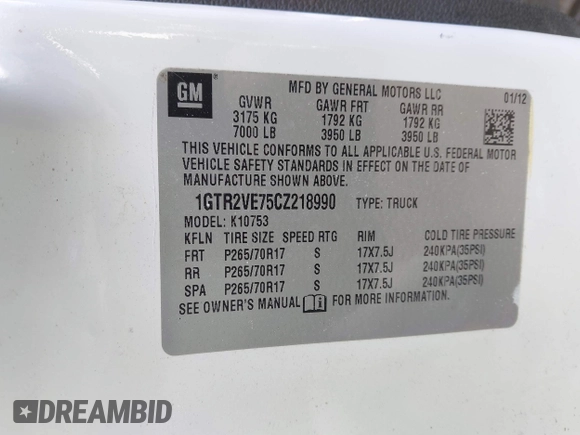 GM
MFD BY GENERAL MOTORS LLC
01/12
GVWR GAWR FRT GAWR RR
3175 KG 1792 KG 1792 KG
7000 LB 3950 LB 3950 LB
THIS VEHICLE CONFORMS TO ALL APPLICABLE U.S. FEDERAL MOTOR
VEHICLE SAFETY STANDARDS IN EFFECT ON THE DATE OF
MANUFACTURE SHOWN ABOVE.
1GTR2VE75CZ218990 TYPE: TRUCK
MODEL: K10753
KFLN TIRE SIZE SPEED RTG RIM COLD TIRE PRESSURE
FRT P265/70R17 S 17X7.5J 240KPA(35PSI)
RR P265/70R17 S 17X7.5J 240KPA(35PSI)
SPA P265/70R17 S 17X7.5J 240KPA(35PSI)
SEE OWNER'S MANUAL FOR MORE INFORMATION.
DREAMBID